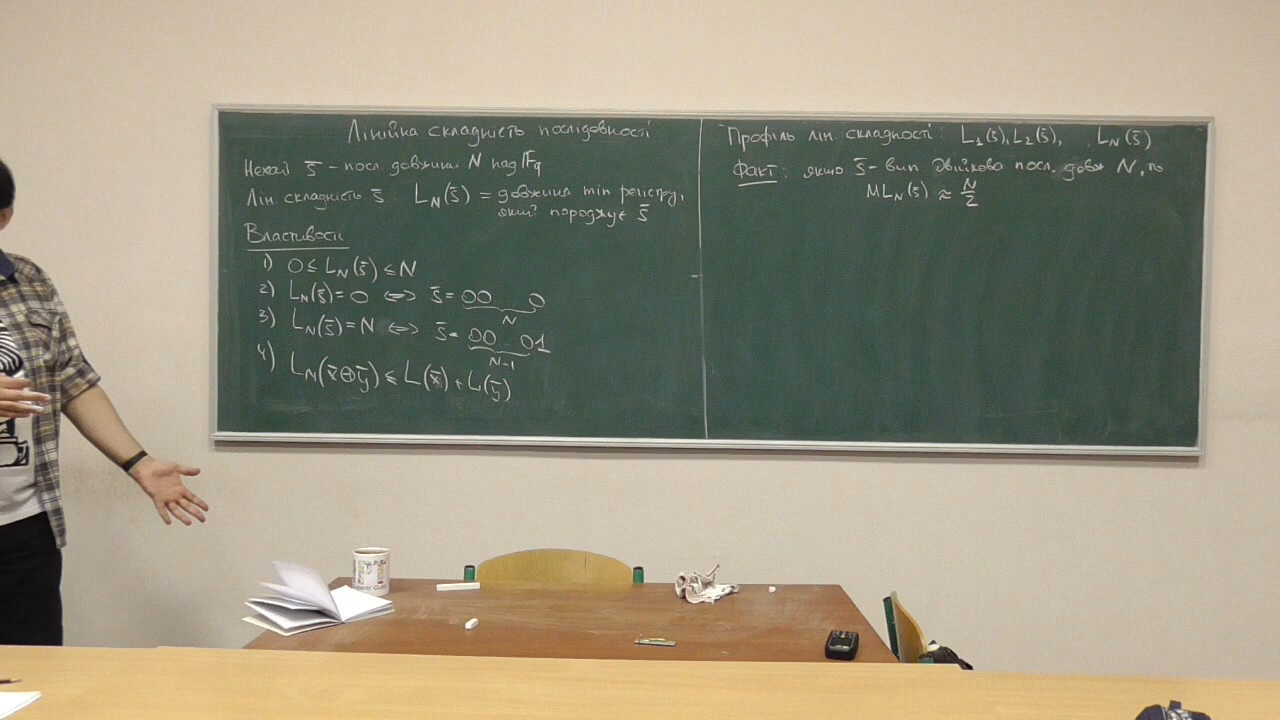 Лінійна складність послідовності
Нехай s̄ – посл. довжини N над 𝔽q
Лін. складність s̄ L_N(s̄) = довжина min регістру,
який породжує s̄
Властивості
1) 0 ≤ L_N(s̄) ≤ N
2) L_N(s̄) = 0 ⟺ s̄ = 00...0
N
3) L_N(s̄) = N ⟺ s̄ = 00...01
N-1
4) L_N(x̄⊕ȳ) ≤ L(x̄) + L(ȳ)
Профіль лін. складності: L_1(s̄), L_2(s̄), ... L_N(s̄)
Факт: якщо s̄ – вип. двійкова посл. довж N, то
ML_N(s̄) ≈ N/2